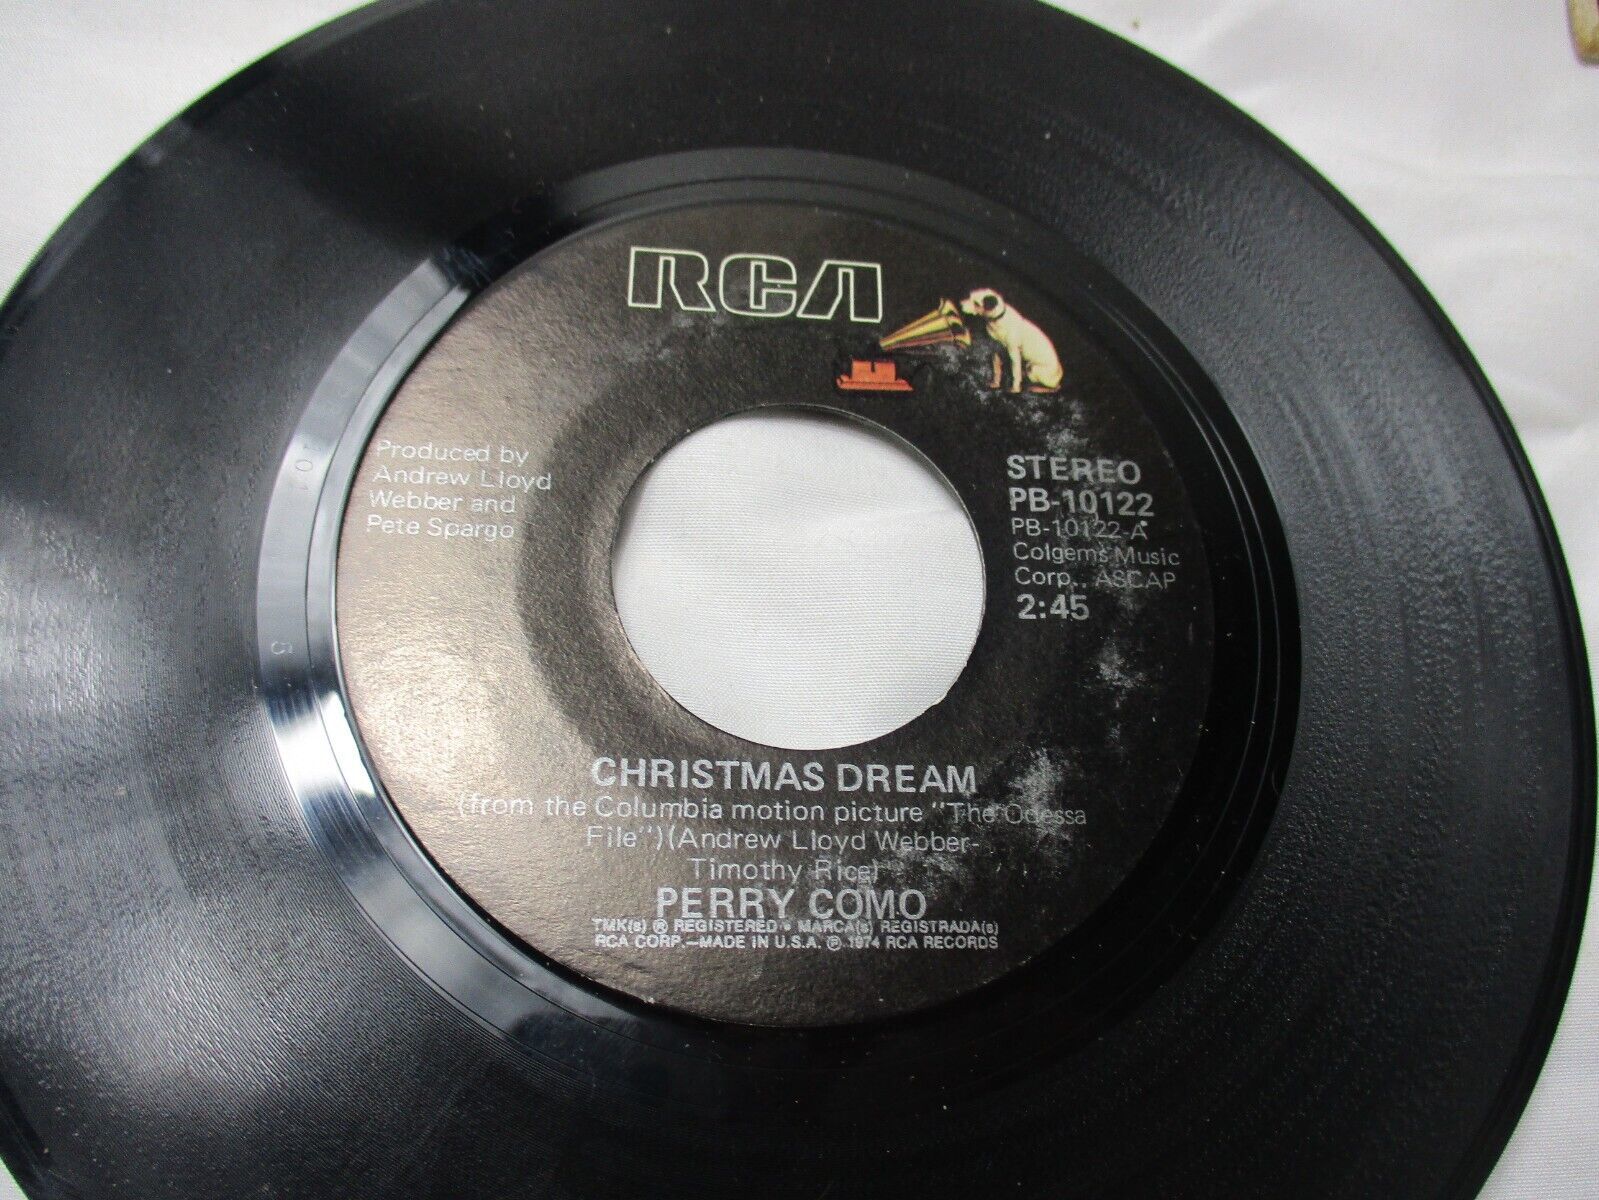 RCA
Produced by
Andrew Lloyd
Webber and
Pete Spargo
STEREO
PB-10122
PB-10122-A
Colgems Music
Corp., ASCAP
2:45
CHRISTMAS DREAM
(from the Columbia motion picture "The Odessa
File")(Andrew Lloyd Webber-
Timothy Rice)
PERRY COMO
TMK(s) ® REGISTERED • MARCA(s) REGISTRADA(s)
RCA CORP.—MADE IN U.S.A. ℗ 1974 RCA RECORDS